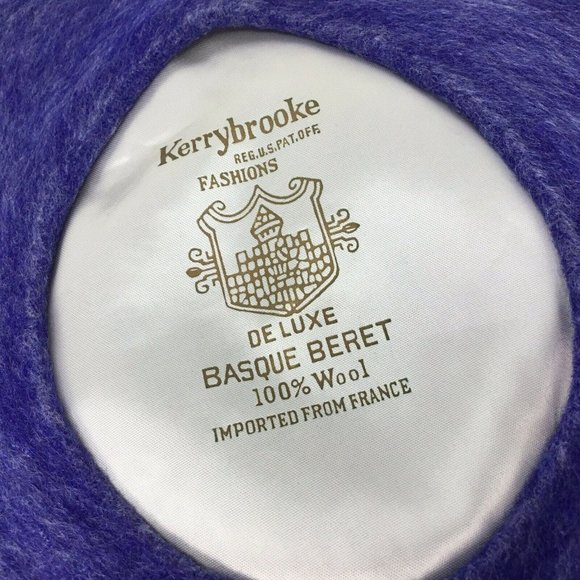 Kerrybrooke
REG.U.S.PAT.OFF.
FASHIONS
DE LUXE
BASQUE BERET
100% Wool
IMPORTED FROM FRANCE